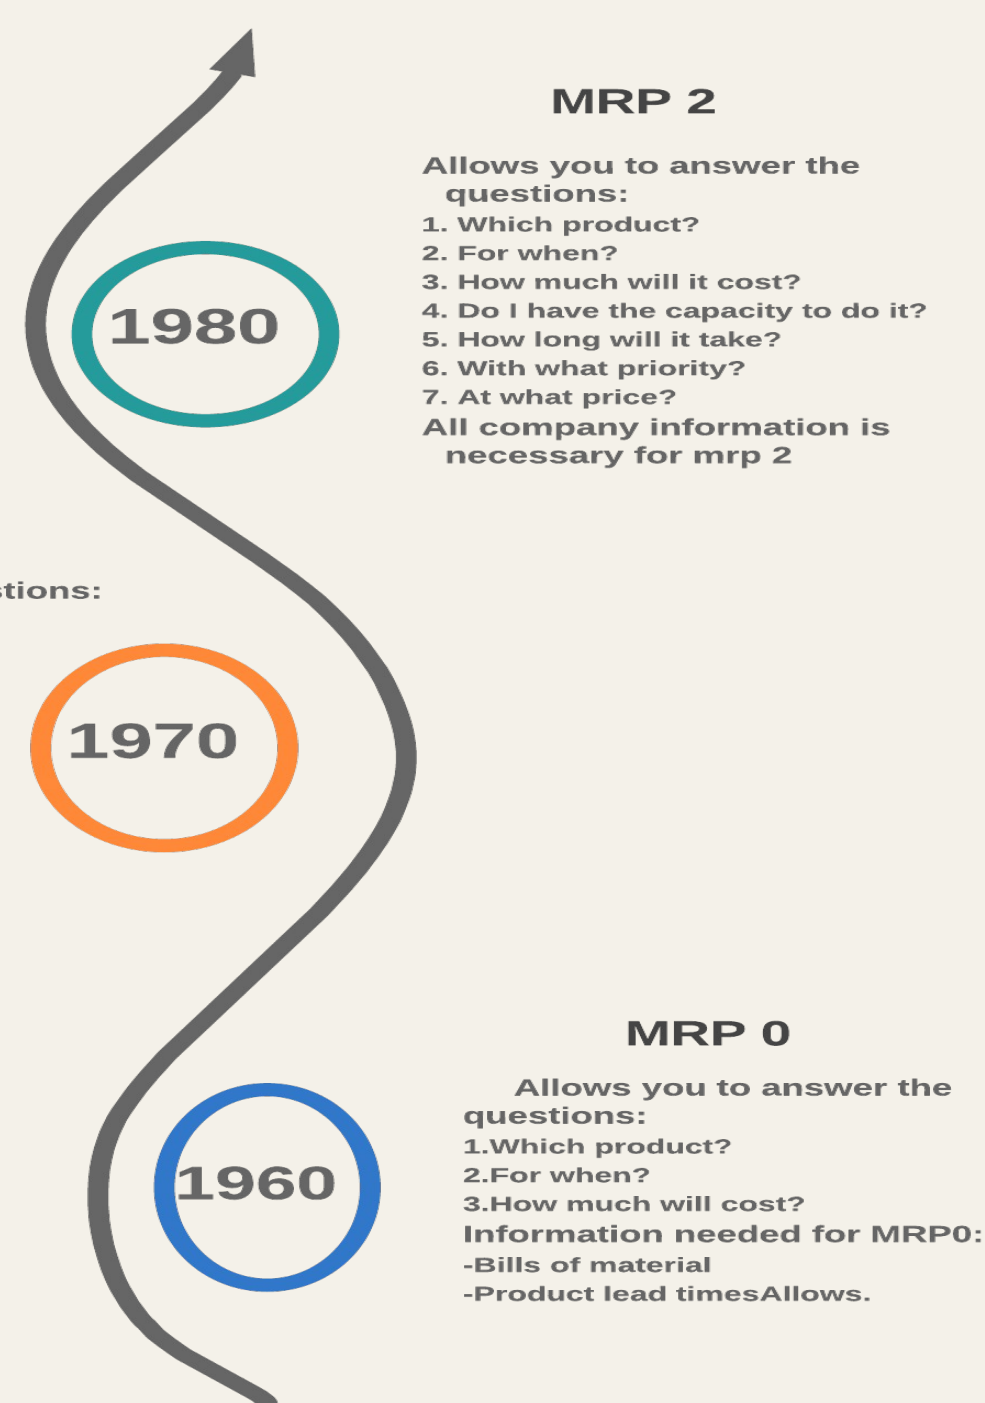 MRP 2
Allows you to answer the
questions:
1. Which product?
2. For when?
3. How much will it cost?
4. Do I have the capacity to do it?
5. How long will it take?
6. With what priority?
7. At what price?
All company information is
necessary for mrp 2
1980
stions:
1970
MRP 0
Allows you to answer the
questions:
1.Which product?
2.For when?
3.How much will cost?
Information needed for MRP0:
-Bills of material
-Product lead timesAllows.
1960